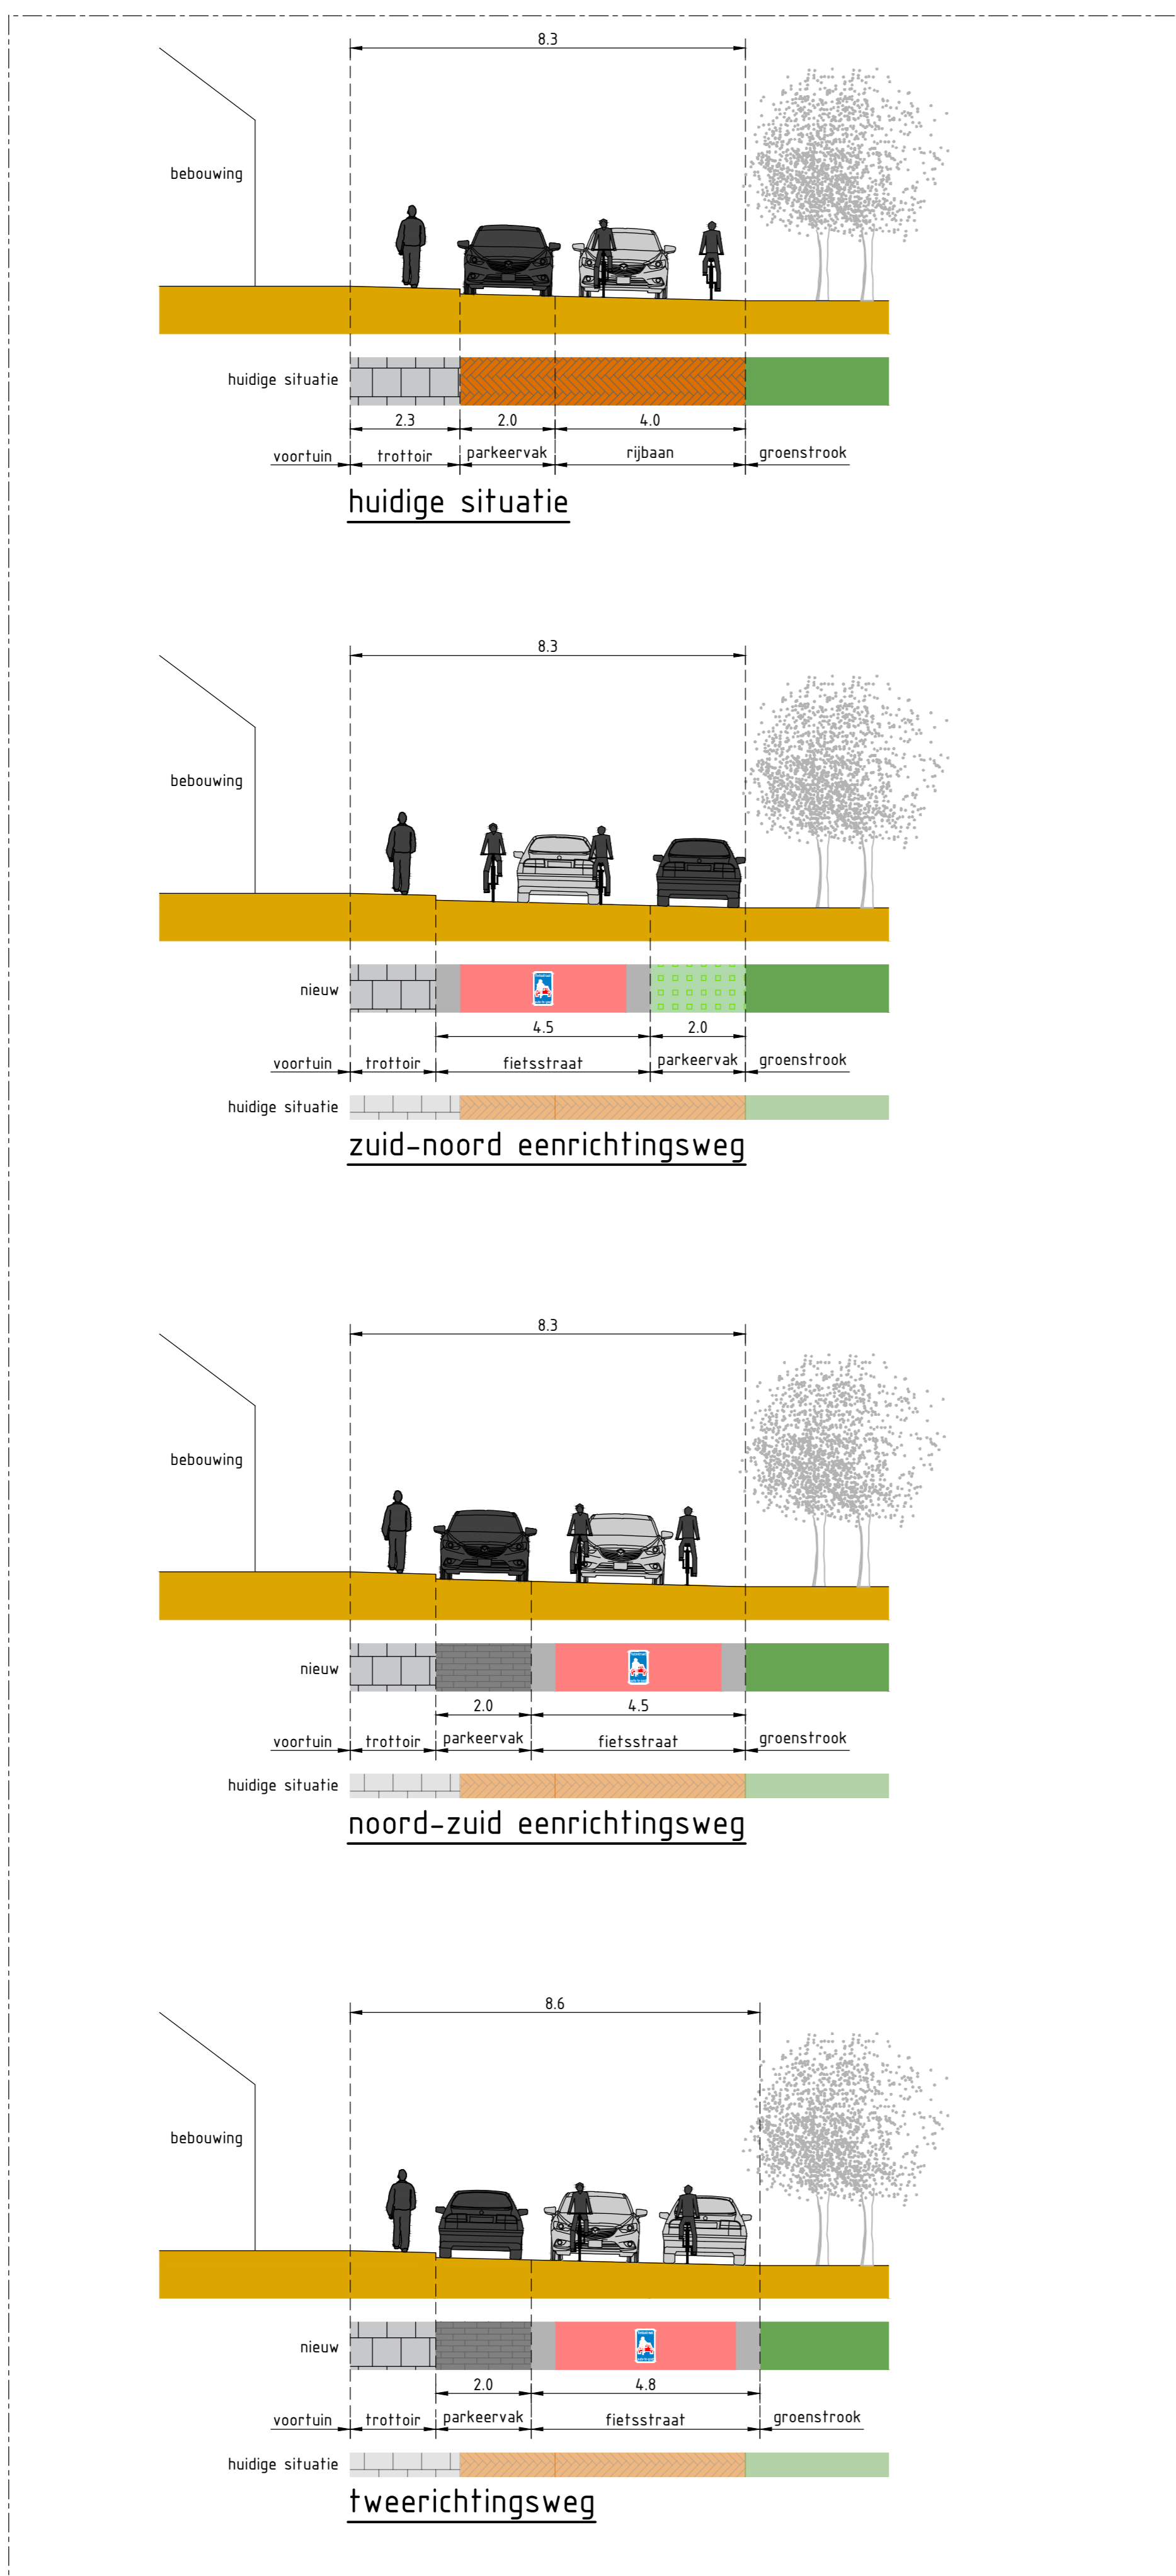 8.3
bebouwing
huidige situatie
2.3 2.0 4.0
voortuin trottoir parkeervak rijbaan groenstrook
huidige situatie
8.3
bebouwing
nieuw
4.5 2.0
voortuin trottoir fietsstraat parkeervak groenstrook
huidige situatie
zuid-noord eenrichtingsweg
8.3
bebouwing
nieuw
2.0 4.5
voortuin trottoir parkeervak fietsstraat groenstrook
huidige situatie
noord-zuid eenrichtingsweg
8.6
bebouwing
nieuw
2.0 4.8
voortuin trottoir parkeervak fietsstraat groenstrook
huidige situatie
tweerichtingsweg